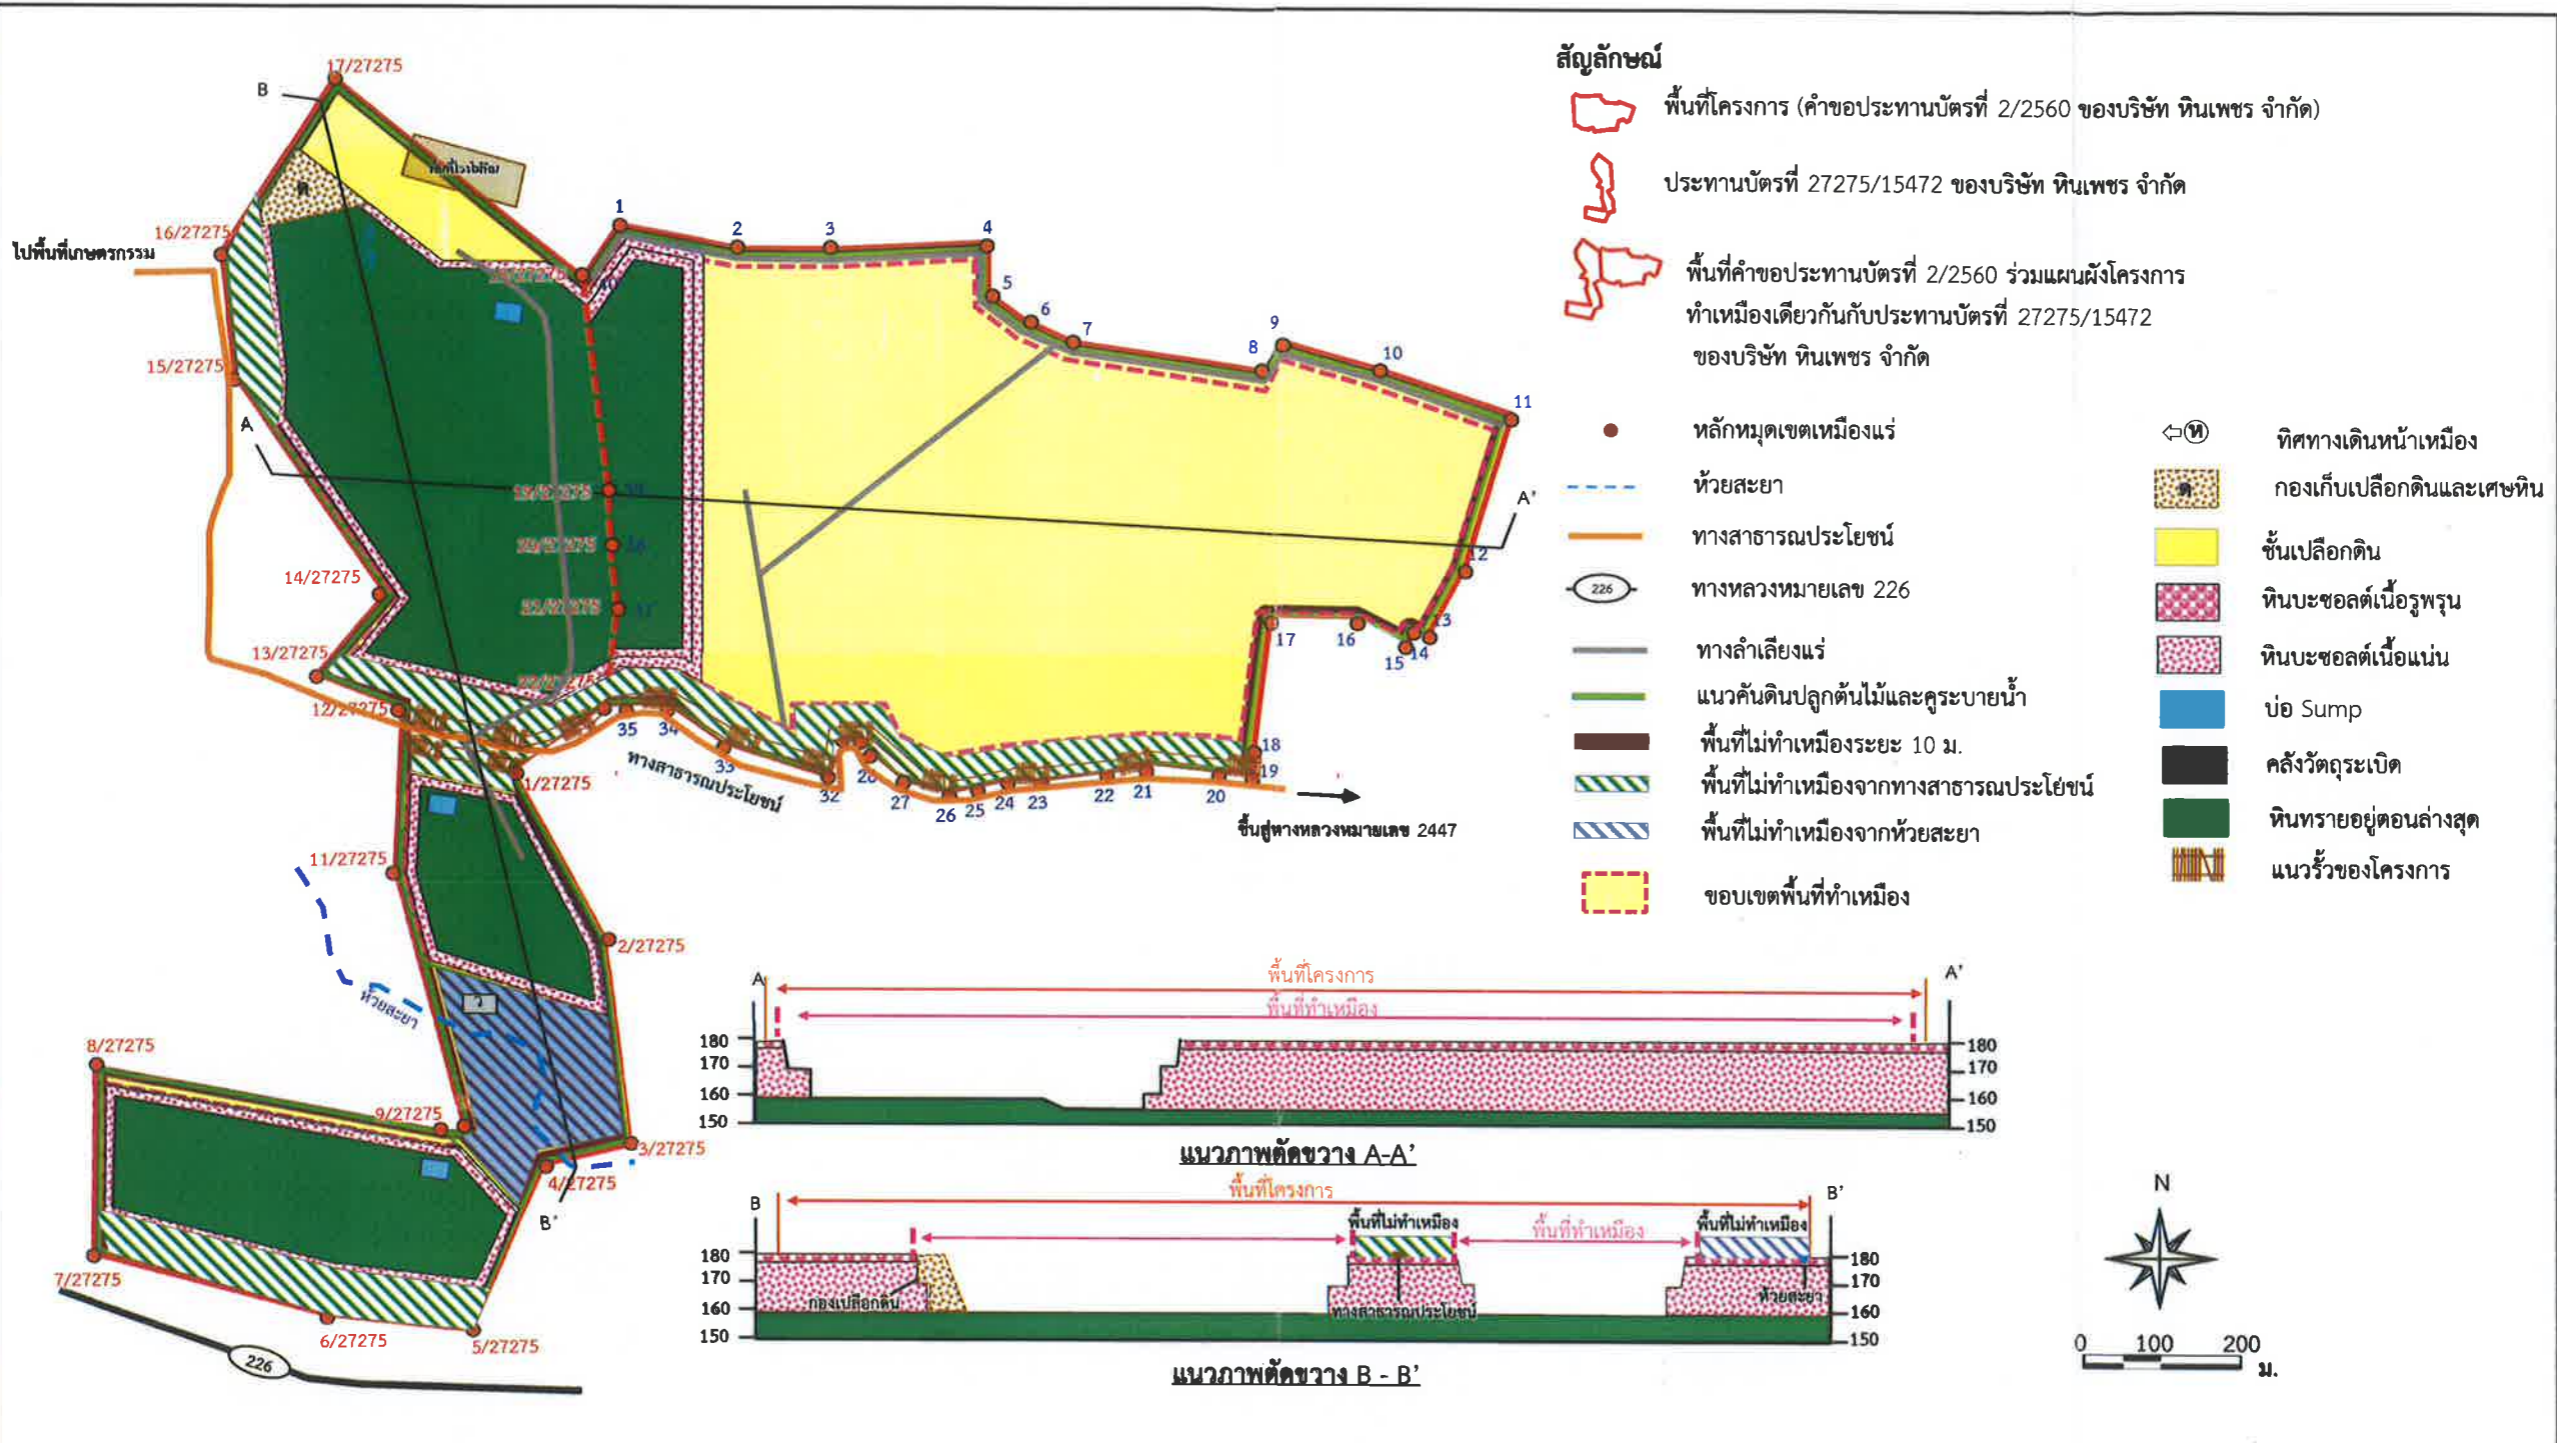 17/27275
B
16/27275
ไปพื้นที่เกษตรกรรม
1
2
3
4
5
6
7
8
9
10
11
15/27275
A
A'
12
13
14
15
16
17
14/27275
13/27275
12/27275
22/27275
35
34
33
32
28
27
26
25
24
23
22
21
20
19
18
ทางสาธารณประโยชน์
ขึ้นสู่ทางหลวงหมายเลข 2447
1/27275
11/27275
2/27275
ห้วยสะยา
ว
8/27275
9/27275
3/27275
4/27275
B'
7/27275
6/27275
5/27275
226
ด
สัญลักษณ์
พื้นที่โครงการ (คำขอประทานบัตรที่ 2/2560 ของบริษัท หินเพชร จำกัด)
ประทานบัตรที่ 27275/15472 ของบริษัท หินเพชร จำกัด
พื้นที่คำขอประทานบัตรที่ 2/2560 ร่วมแผนผังโครงการ
ทำเหมืองเดียวกันกับประทานบัตรที่ 27275/15472
ของบริษัท หินเพชร จำกัด
หลักหมุดเขตเหมืองแร่
ห้วยสะยา
ทางสาธารณประโยชน์
226 ทางหลวงหมายเลข 226
ทางลำเลียงแร่
แนวคันดินปลูกต้นไม้และคูระบายน้ำ
พื้นที่ไม่ทำเหมืองระยะ 10 ม.
พื้นที่ไม่ทำเหมืองจากทางสาธารณประโยชน์
พื้นที่ไม่ทำเหมืองจากห้วยสะยา
ขอบเขตพื้นที่ทำเหมือง
ห ทิศทางเดินหน้าเหมือง
ด กองเก็บเปลือกดินและเศษหิน
ชั้นเปลือกดิน
หินบะซอลต์เนื้อรูพรุน
หินบะซอลต์เนื้อแน่น
บ่อ Sump
คลังวัตถุระเบิด
หินทรายอยู่ตอนล่างสุด
แนวรั้วของโครงการ
A
พื้นที่โครงการ
A'
พื้นที่ทำเหมือง
180
170
160
150
180
170
160
150
แนวภาพตัดขวาง A-A'
B
พื้นที่โครงการ
B'
พื้นที่ไม่ทำเหมือง
พื้นที่ทำเหมือง
พื้นที่ไม่ทำเหมือง
180
170
160
150
กองเปลือกดิน
ทางสาธารณประโยชน์
ห้วยสะยา
180
170
160
150
แนวภาพตัดขวาง B - B'
N
0 100 200
ม.